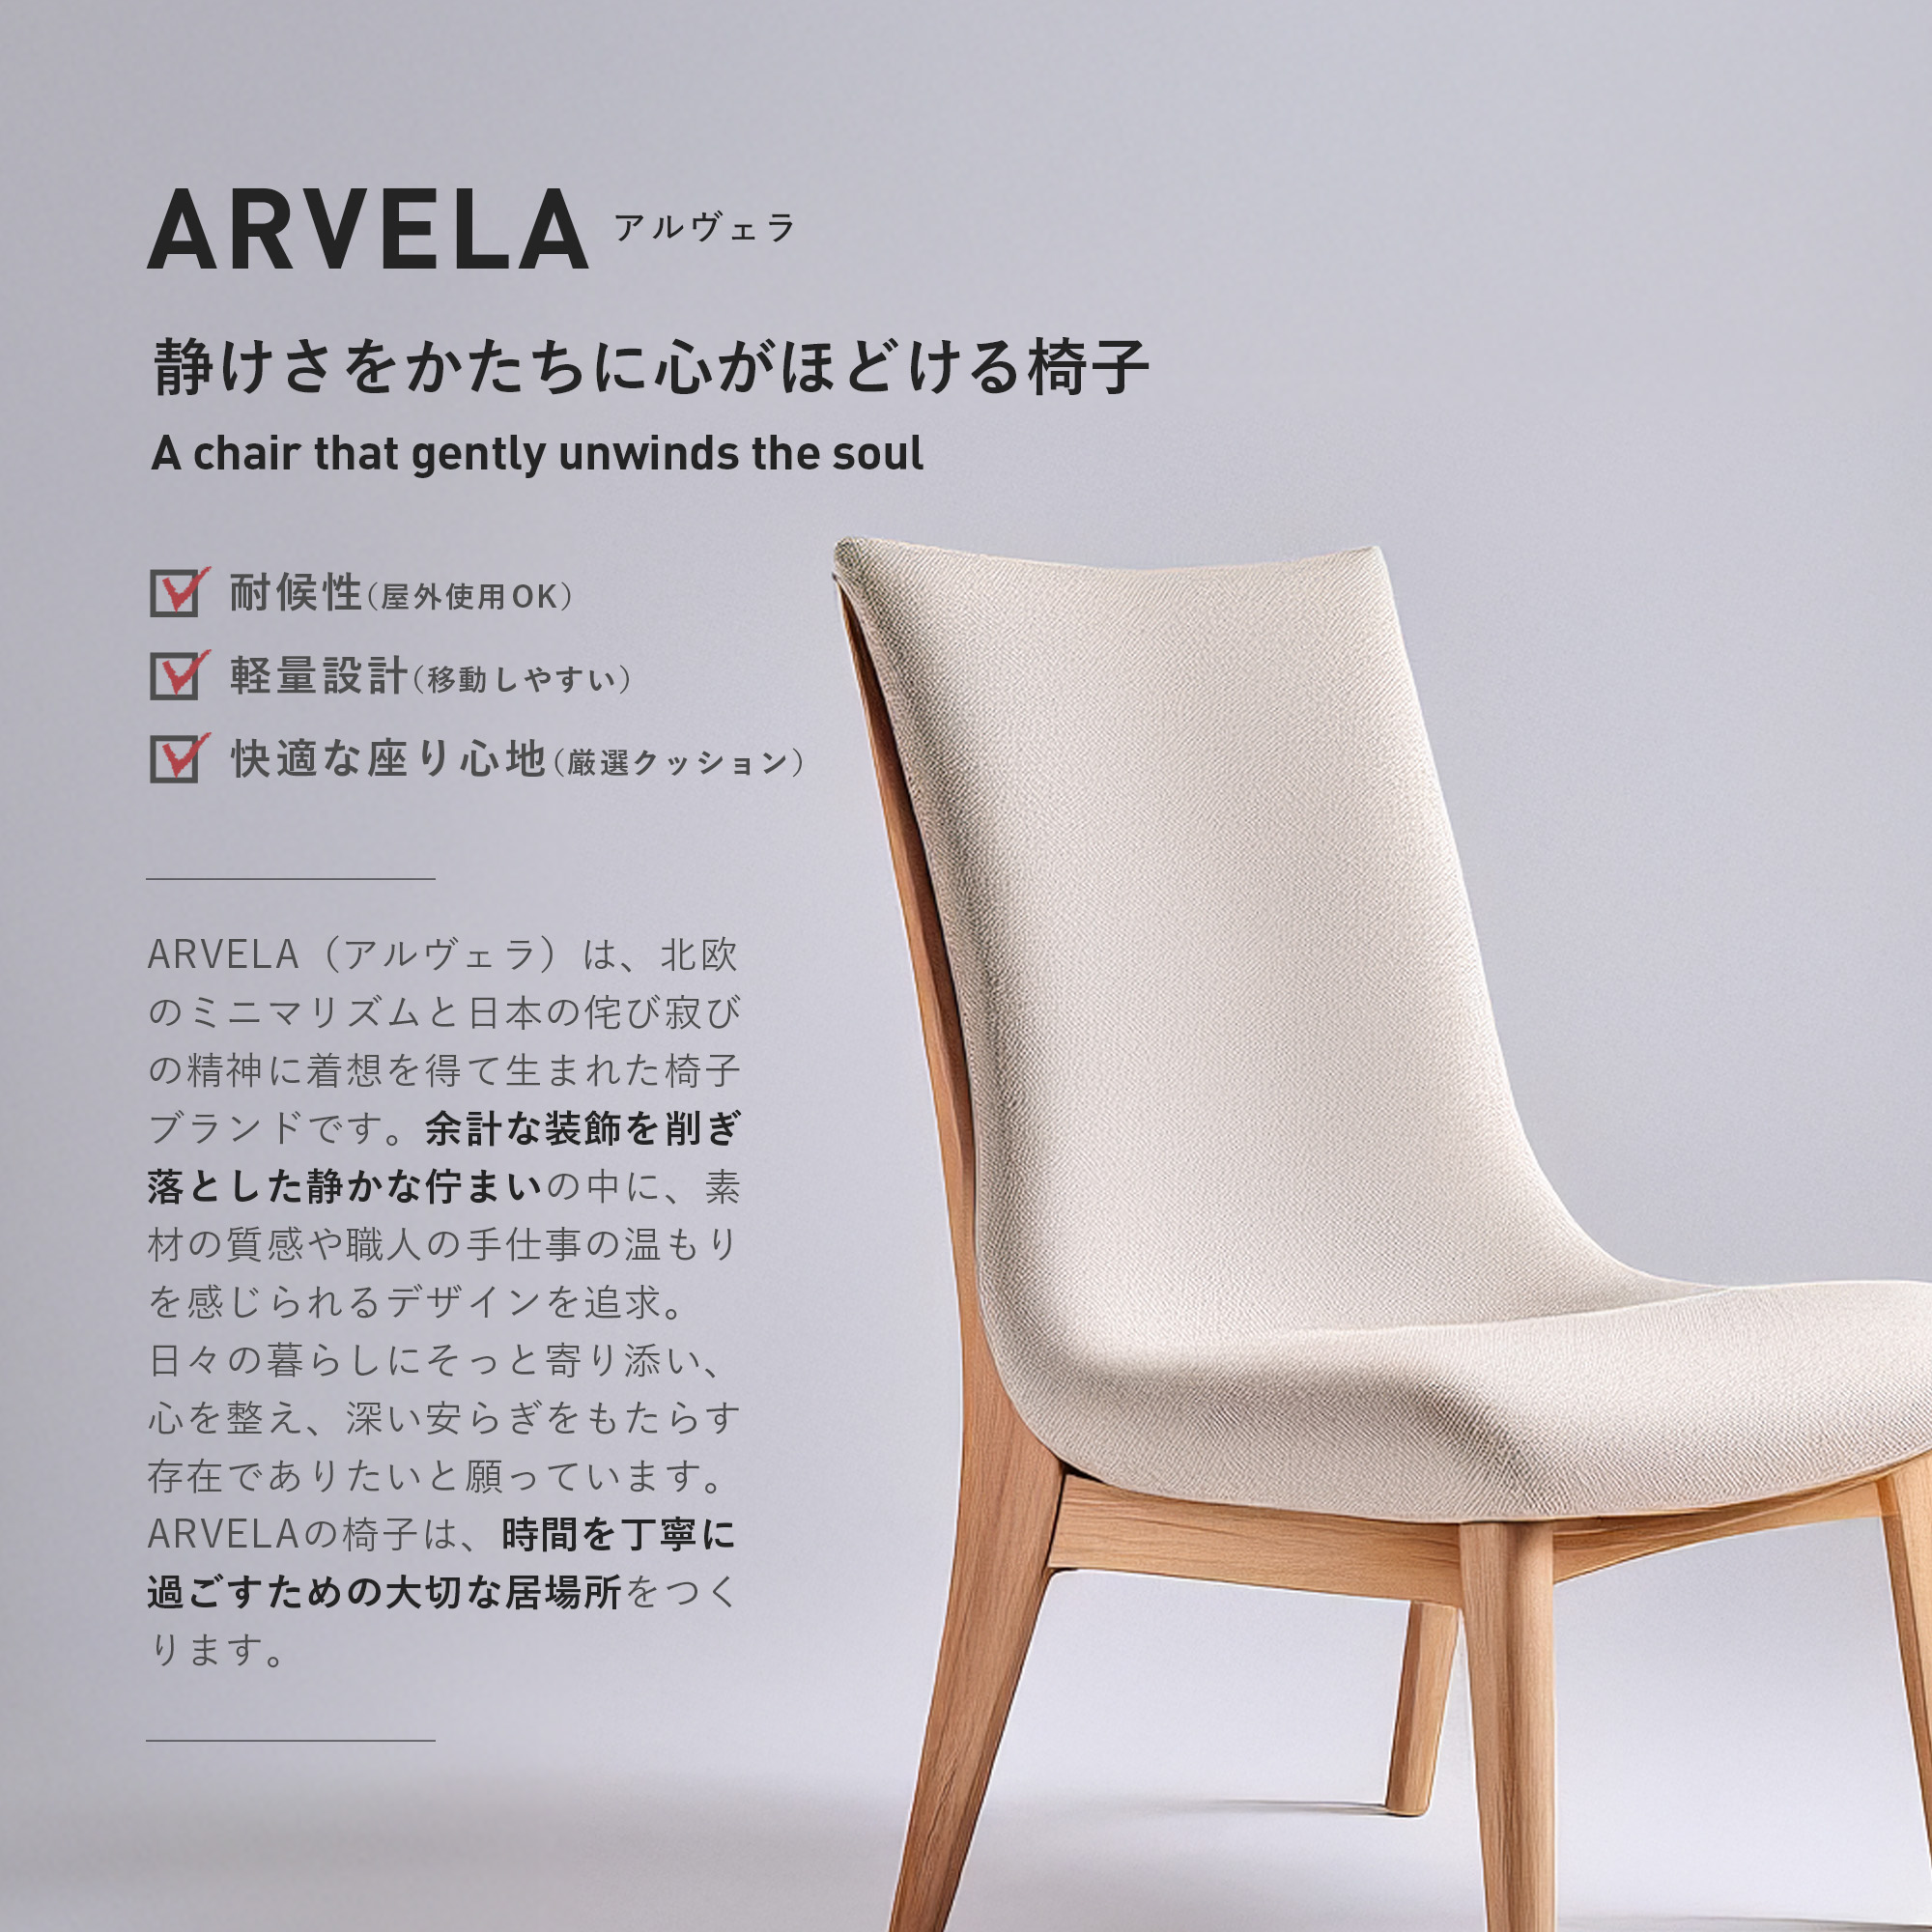 ARVELA アルヴェラ
静けさをかたちに心がほどける椅子
A chair that gently unwinds the soul
耐候性(屋外使用OK)
軽量設計(移動しやすい)
快適な座り心地(厳選クッション)
ARVELA（アルヴェラ）は、北欧
のミニマリズムと日本の侘び寂び
の精神に着想を得て生まれた椅子
ブランドです。余計な装飾を削ぎ
落とした静かな佇まいの中に、素
材の質感や職人の手仕事の温もり
を感じられるデザインを追求。
日々の暮らしにそっと寄り添い、
心を整え、深い安らぎをもたらす
存在でありたいと願っています。
ARVELAの椅子は、時間を丁寧に
過ごすための大切な居場所をつく
ります。